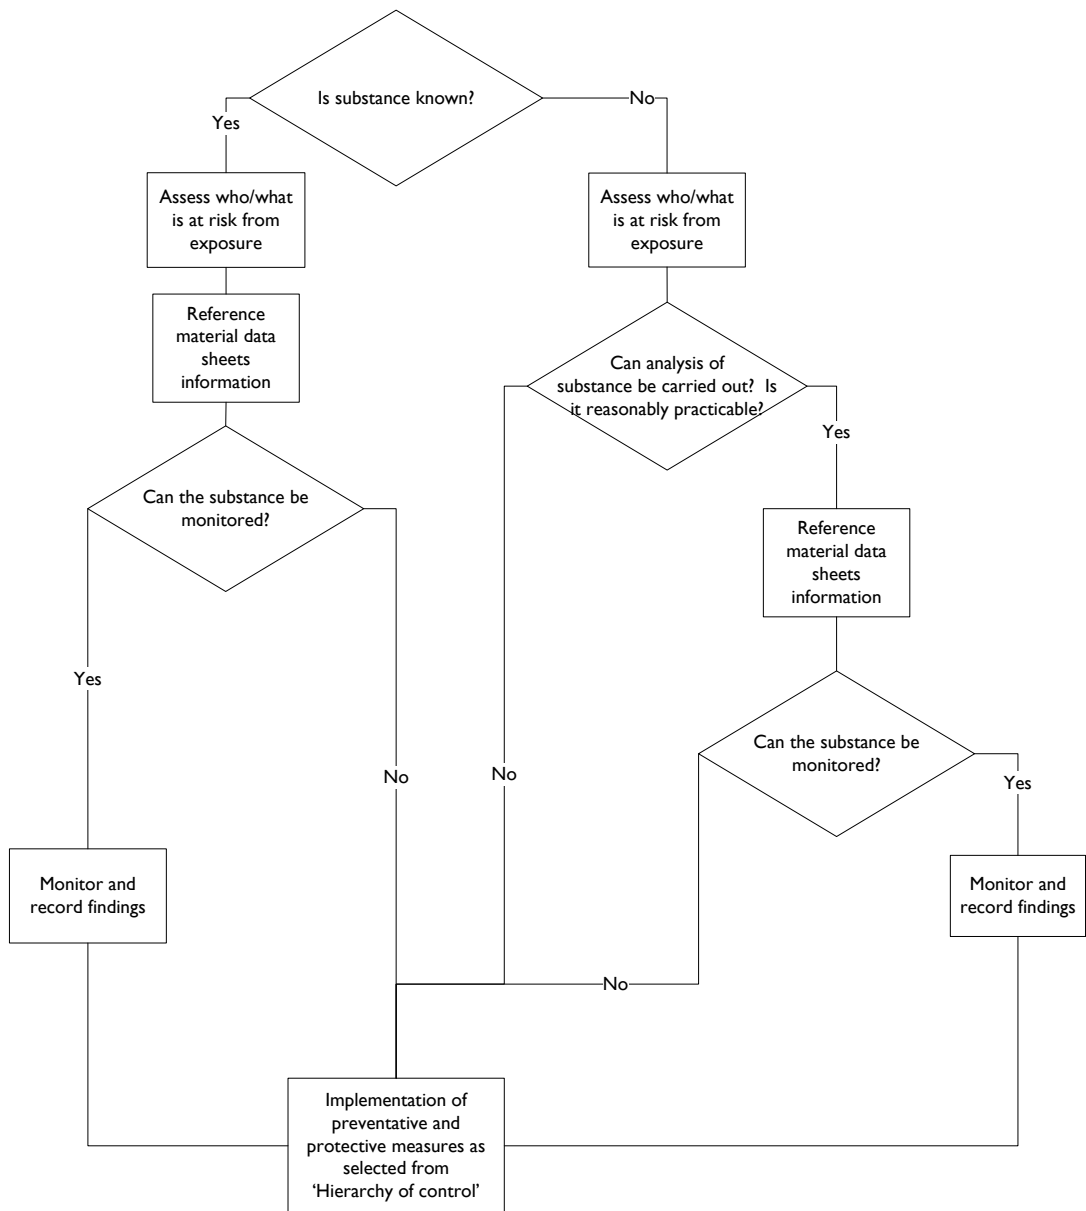 Is substance known?
Yes
No
Assess who/what
is at risk from
exposure
Assess who/what
is at risk from
exposure
Reference
material data
sheets
information
Can analysis of
substance be carried out?  Is
it reasonably practicable?
Yes
Can the substance be
monitored?
Reference
material data
sheets
information
Yes
No
No
Can the substance be
monitored?
Yes
Monitor and
record findings
Monitor and
record findings
No
Implementation of
preventative and
protective measures as
selected from
‘Hierarchy of control’